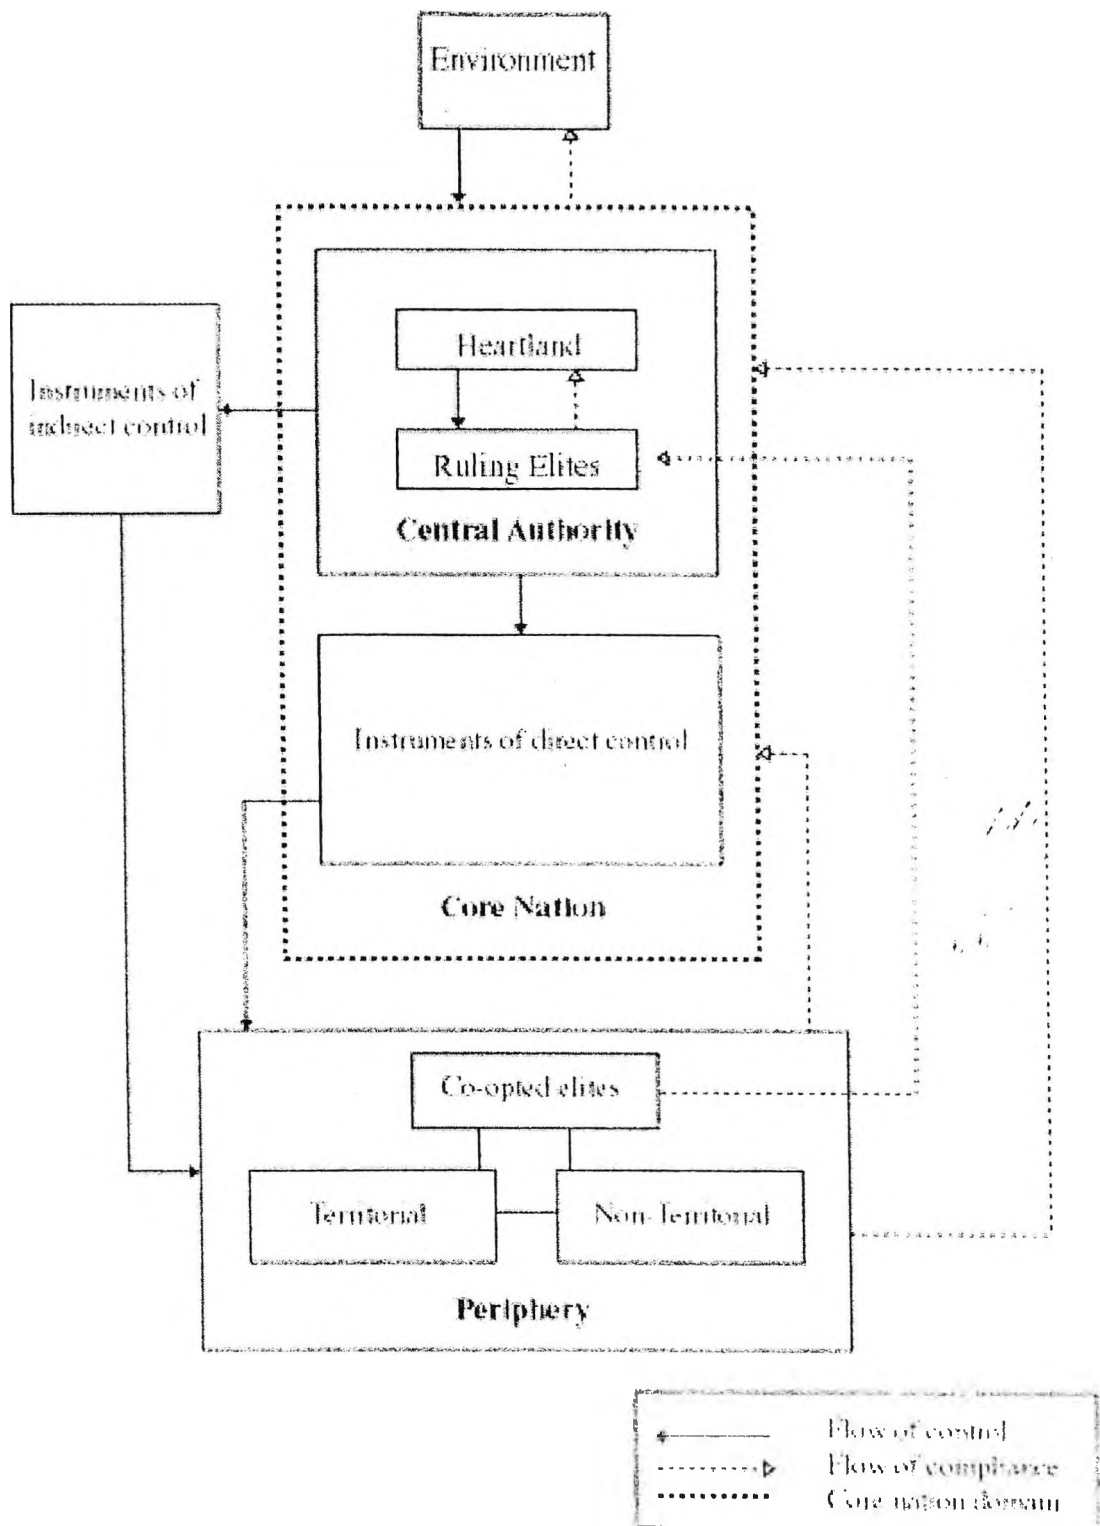 Environment
Heartland
Instruments of
indirect control
Ruling Elites
Central Authority
Instruments of direct control
Core Nation
Co-opted elites
Territorial
Non-Territorial
Periphery
Flow of control
Flow of compliance
Core nation domain